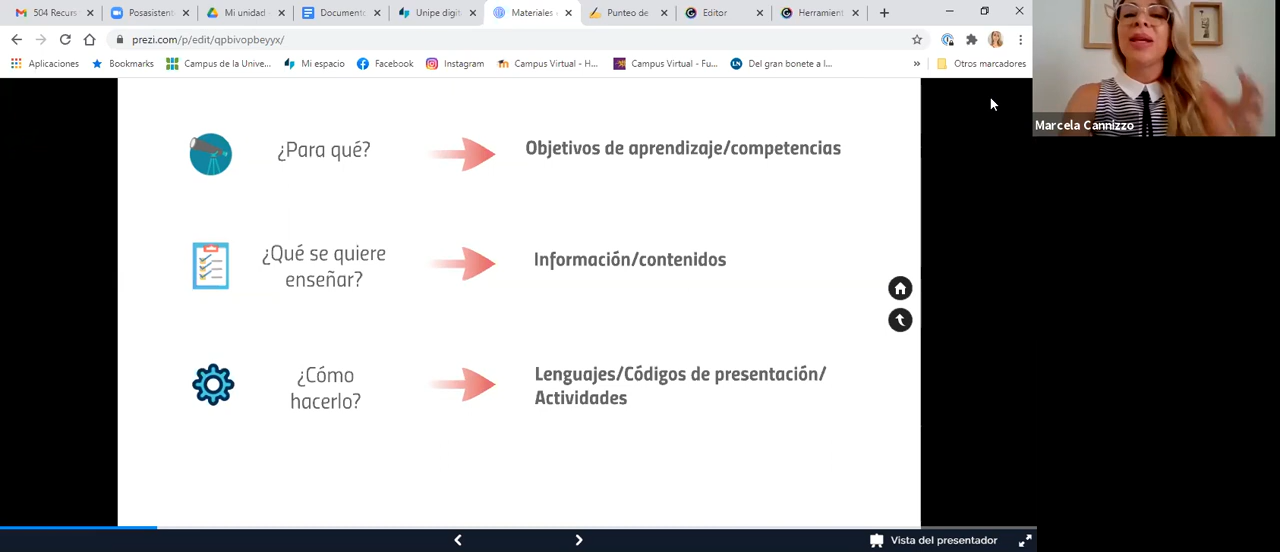 504 Recurs
Posasistent
Mi unidad
Document
Unipe digit
Materiales
Punteo de
Editor
Herramient
prezi.com/p/edit/qpbivopbeyyx/
Aplicaciones
Bookmarks
Campus de la Unive...
Mi espacio
Facebook
Instagram
Campus Virtual - H...
Campus Virtual - Fu...
LN
Del gran bonete a l...
»
Otros marcadores
Marcela Cannizzo
¿Para qué?
Objetivos de aprendizaje/competencias
¿Qué se quiere
enseñar?
Información/contenidos
¿Cómo
hacerlo?
Lenguajes/Códigos de presentación/
Actividades
Vista del presentador